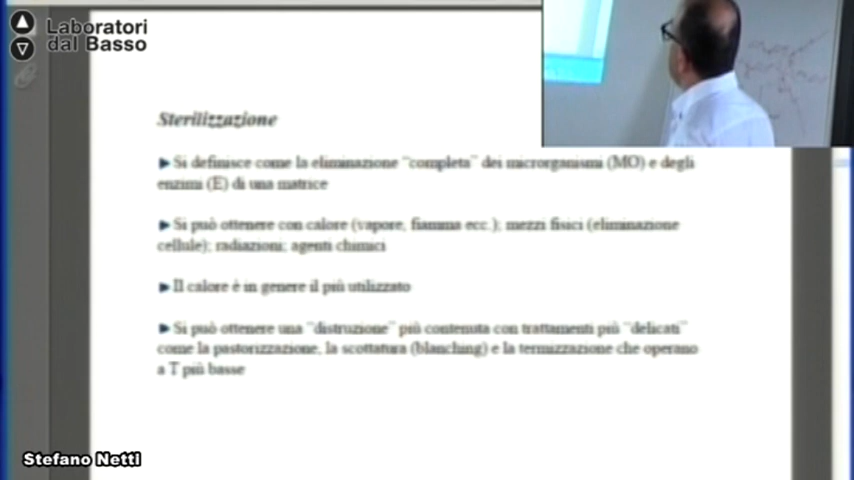 Laboratori
dal Basso
Sterilizzazione
Si definisce come la eliminazione "completa" dei microrganismi (MO) e degli
enzimi (E) di una matrice
Si può ottenere con calore (vapore, fiamma ecc.); mezzi fisici (eliminazione
cellule); radiazioni; agenti chimici
Il calore è in genere il più utilizzato
Si può ottenere una "distruzione" più contenuta con trattamenti più "delicati"
come la pastorizzazione, la scottatura (blanching) e la termizzazione che operano
a T più basse
Stefano Netti